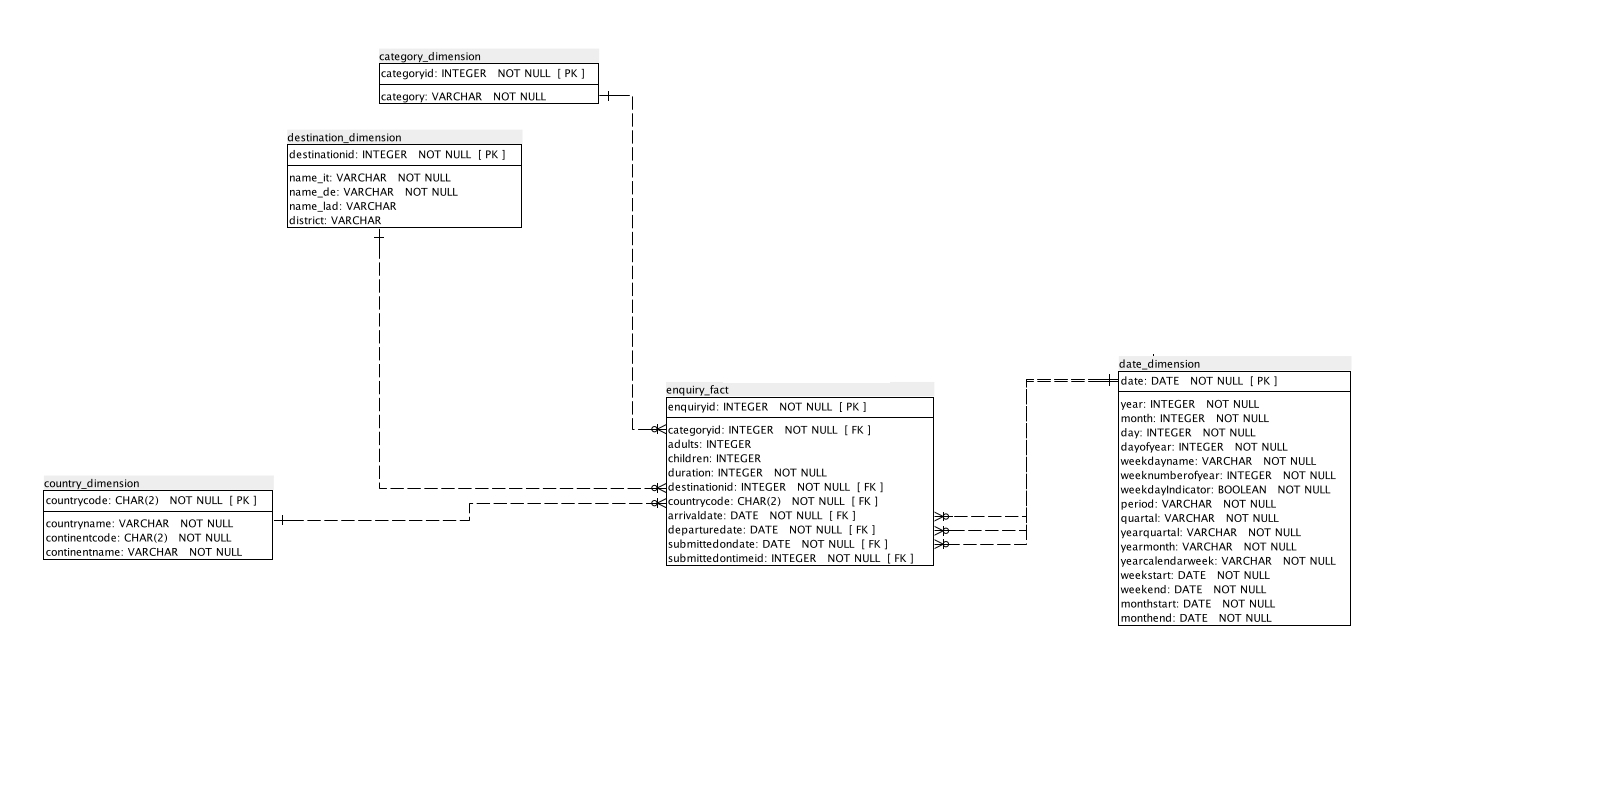 category_dimension
categoryid: INTEGER NOT NULL [ PK ]
category: VARCHAR NOT NULL
destination_dimension
destinationid: INTEGER NOT NULL [ PK ]
name_it: VARCHAR NOT NULL
name_de: VARCHAR NOT NULL
name_lad: VARCHAR
district: VARCHAR
country_dimension
countrycode: CHAR(2) NOT NULL [ PK ]
countryname: VARCHAR NOT NULL
continentcode: CHAR(2) NOT NULL
continentname: VARCHAR NOT NULL
enquiry_fact
enquiryid: INTEGER NOT NULL [ PK ]
categoryid: INTEGER NOT NULL [ FK ]
adults: INTEGER
children: INTEGER
duration: INTEGER NOT NULL
destinationid: INTEGER NOT NULL [ FK ]
countrycode: CHAR(2) NOT NULL [ FK ]
arrivaldate: DATE NOT NULL [ FK ]
departuredate: DATE NOT NULL [ FK ]
submittedondate: DATE NOT NULL [ FK ]
submittedontimeid: INTEGER NOT NULL [ FK ]
date_dimension
date: DATE NOT NULL [ PK ]
year: INTEGER NOT NULL
month: INTEGER NOT NULL
day: INTEGER NOT NULL
dayofyear: INTEGER NOT NULL
weekdayname: VARCHAR NOT NULL
weeknumberofyear: INTEGER NOT NULL
weekdayIndicator: BOOLEAN NOT NULL
period: VARCHAR NOT NULL
quartal: VARCHAR NOT NULL
yearquartal: VARCHAR NOT NULL
yearmonth: VARCHAR NOT NULL
yearcalendarweek: VARCHAR NOT NULL
weekstart: DATE NOT NULL
weekend: DATE NOT NULL
monthstart: DATE NOT NULL
monthend: DATE NOT NULL